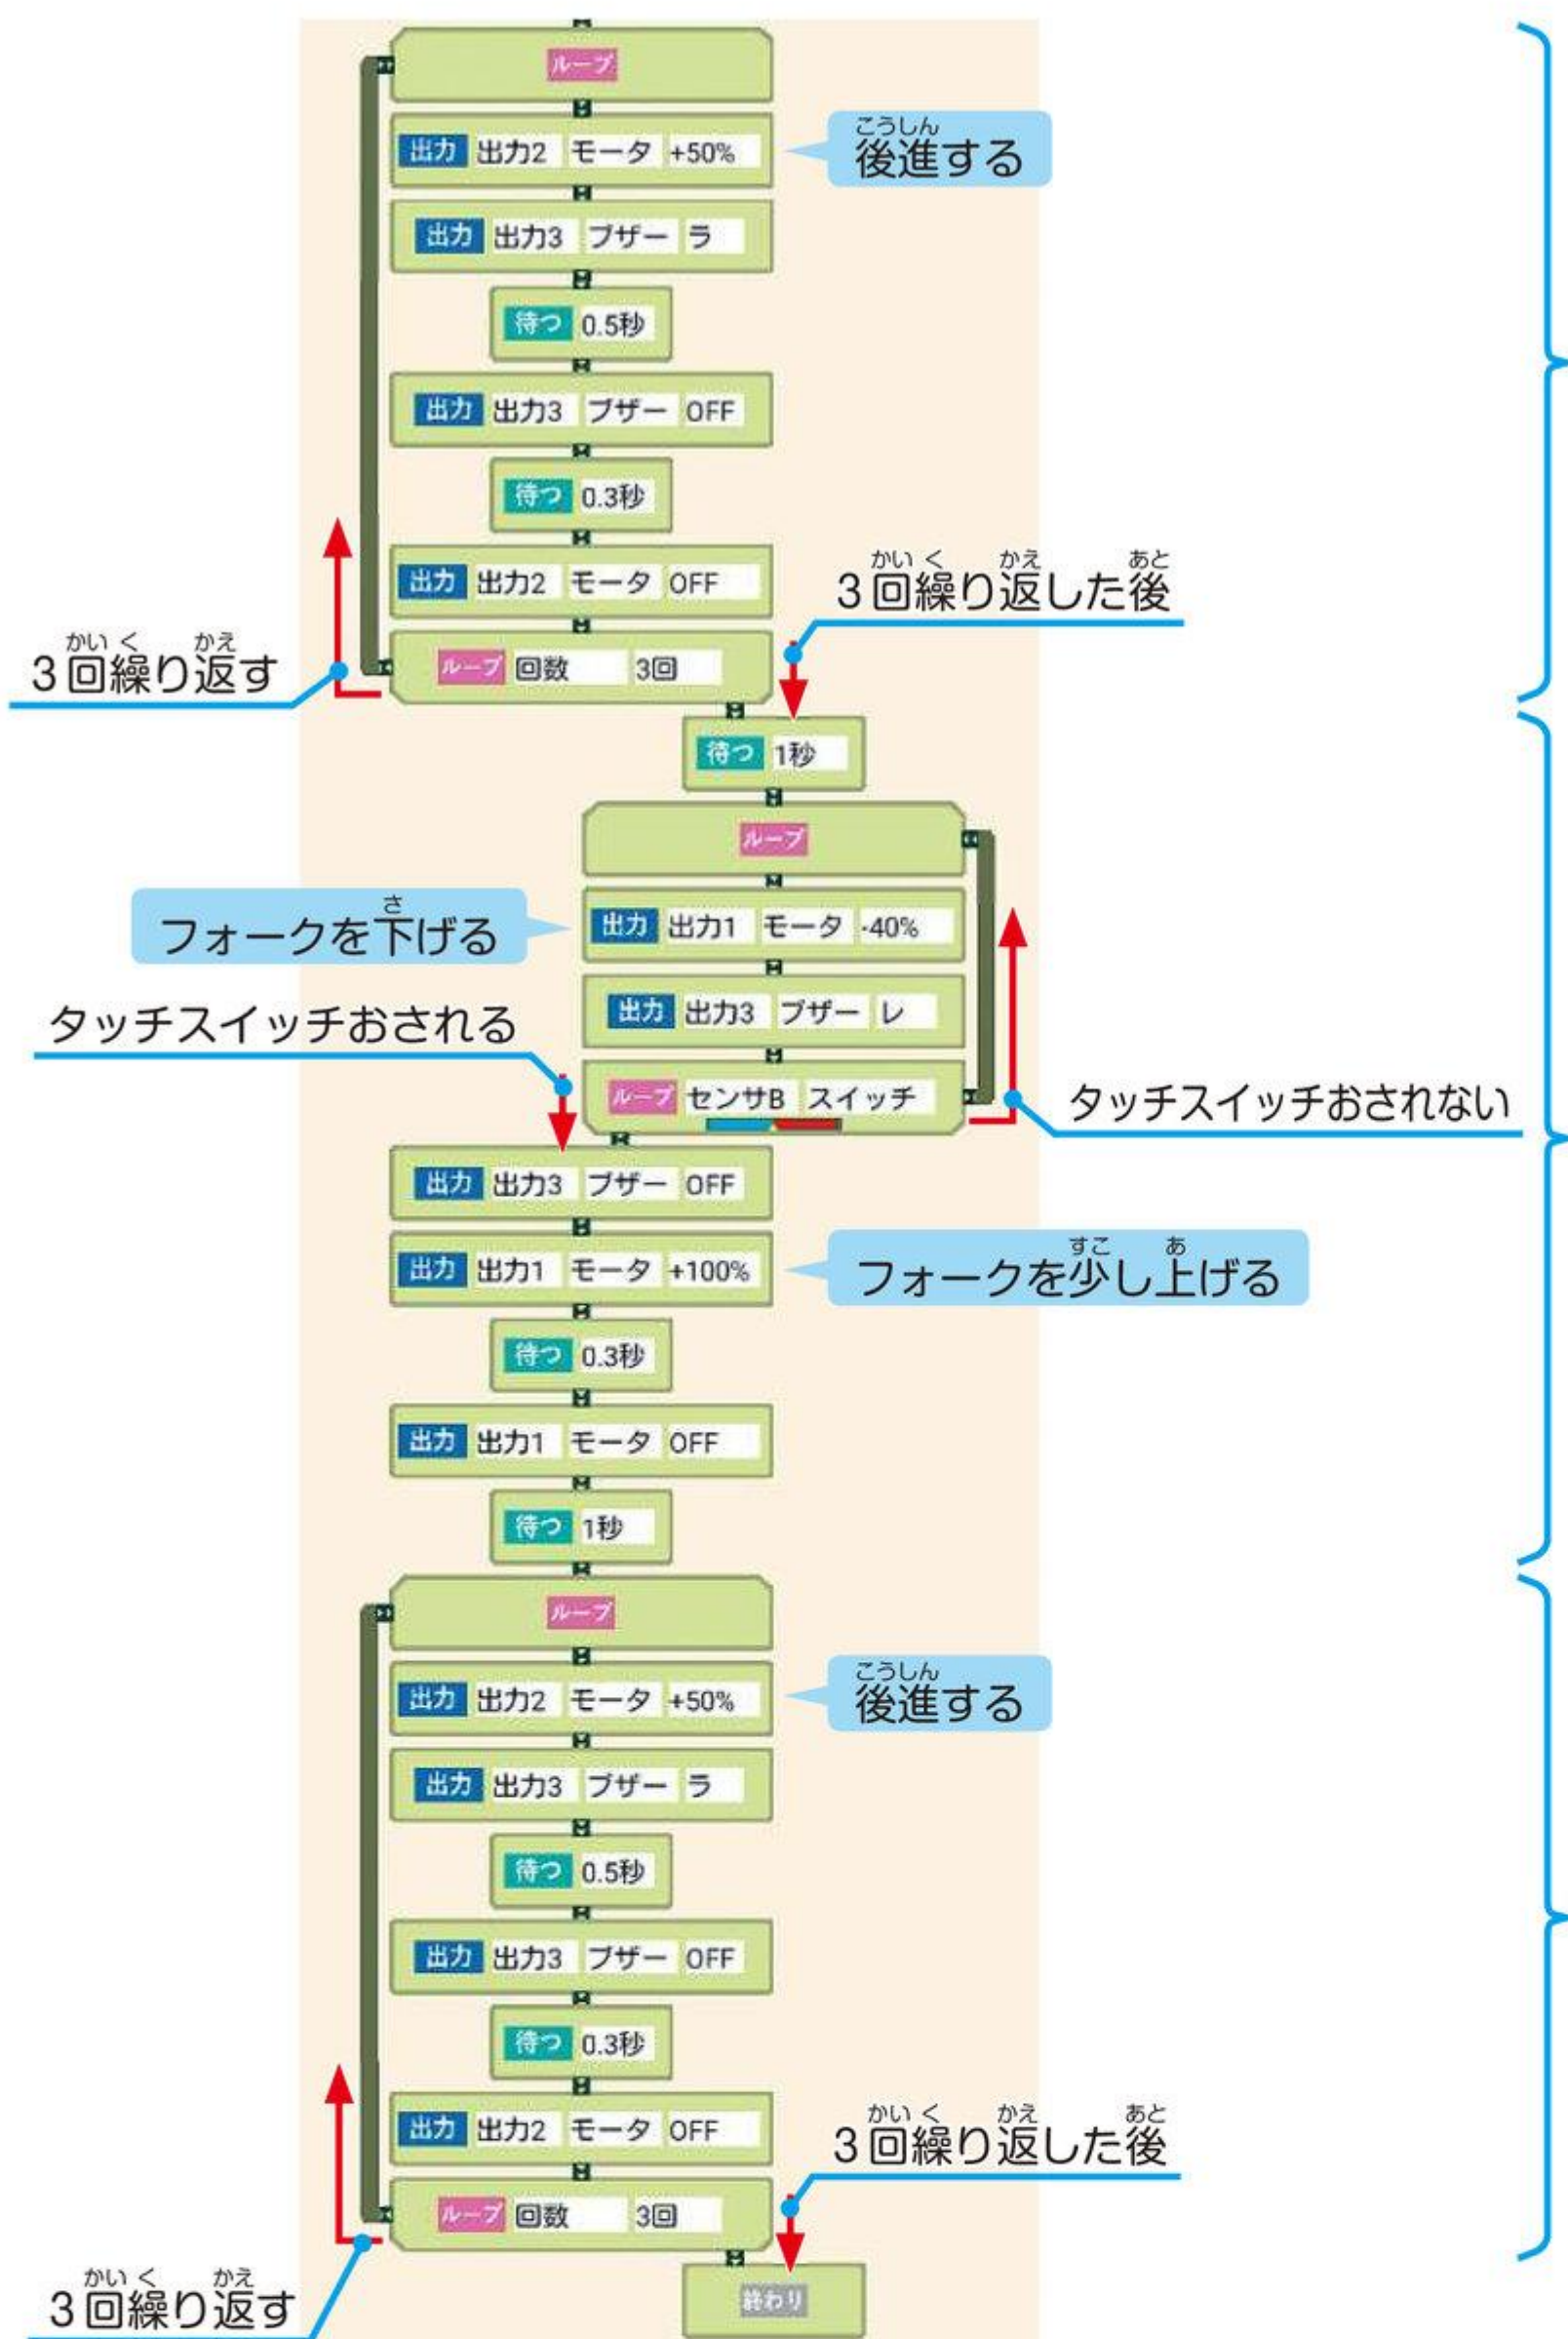 ループ
出力 出力2 モータ +50%
こうしん
後進する
出力 出力3 ブザー ラ
待つ 0.5秒
出力 出力3 ブザー OFF
待つ 0.3秒
出力 出力2 モータ OFF
かい く かえ あと
3回繰り返した後
かい く かえ
3回繰り返す
ループ 回数 3回
待つ 1秒
ループ
さ
フォークを下げる
出力 出力1 モータ -40%
タッチスイッチおされる
出力 出力3 ブザー レ
ループ センサB スイッチ
タッチスイッチおされない
出力 出力3 ブザー OFF
出力 出力1 モータ +100%
すこ あ
フォークを少し上げる
待つ 0.3秒
出力 出力1 モータ OFF
待つ 1秒
ループ
出力 出力2 モータ +50%
こうしん
後進する
出力 出力3 ブザー ラ
待つ 0.5秒
出力 出力3 ブザー OFF
待つ 0.3秒
出力 出力2 モータ OFF
かい く かえ あと
3回繰り返した後
ループ 回数 3回
かい く かえ
3回繰り返す
終わり